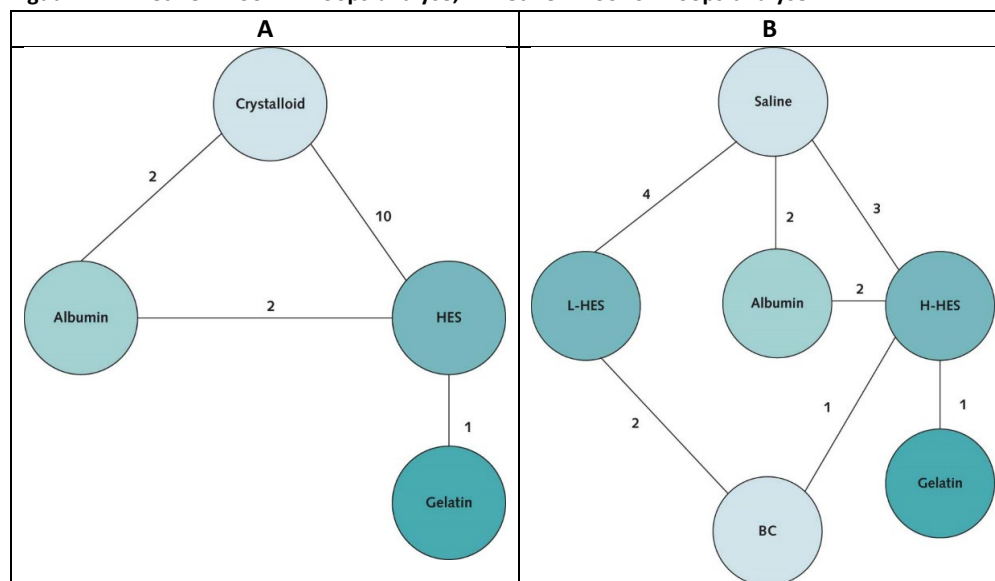 A
B
Crystalloid
2
10
Albumin
2
HES
1
Gelatin
Saline
4
2
3
L-HES
Albumin
2
H-HES
2
1
1
Gelatin
BC